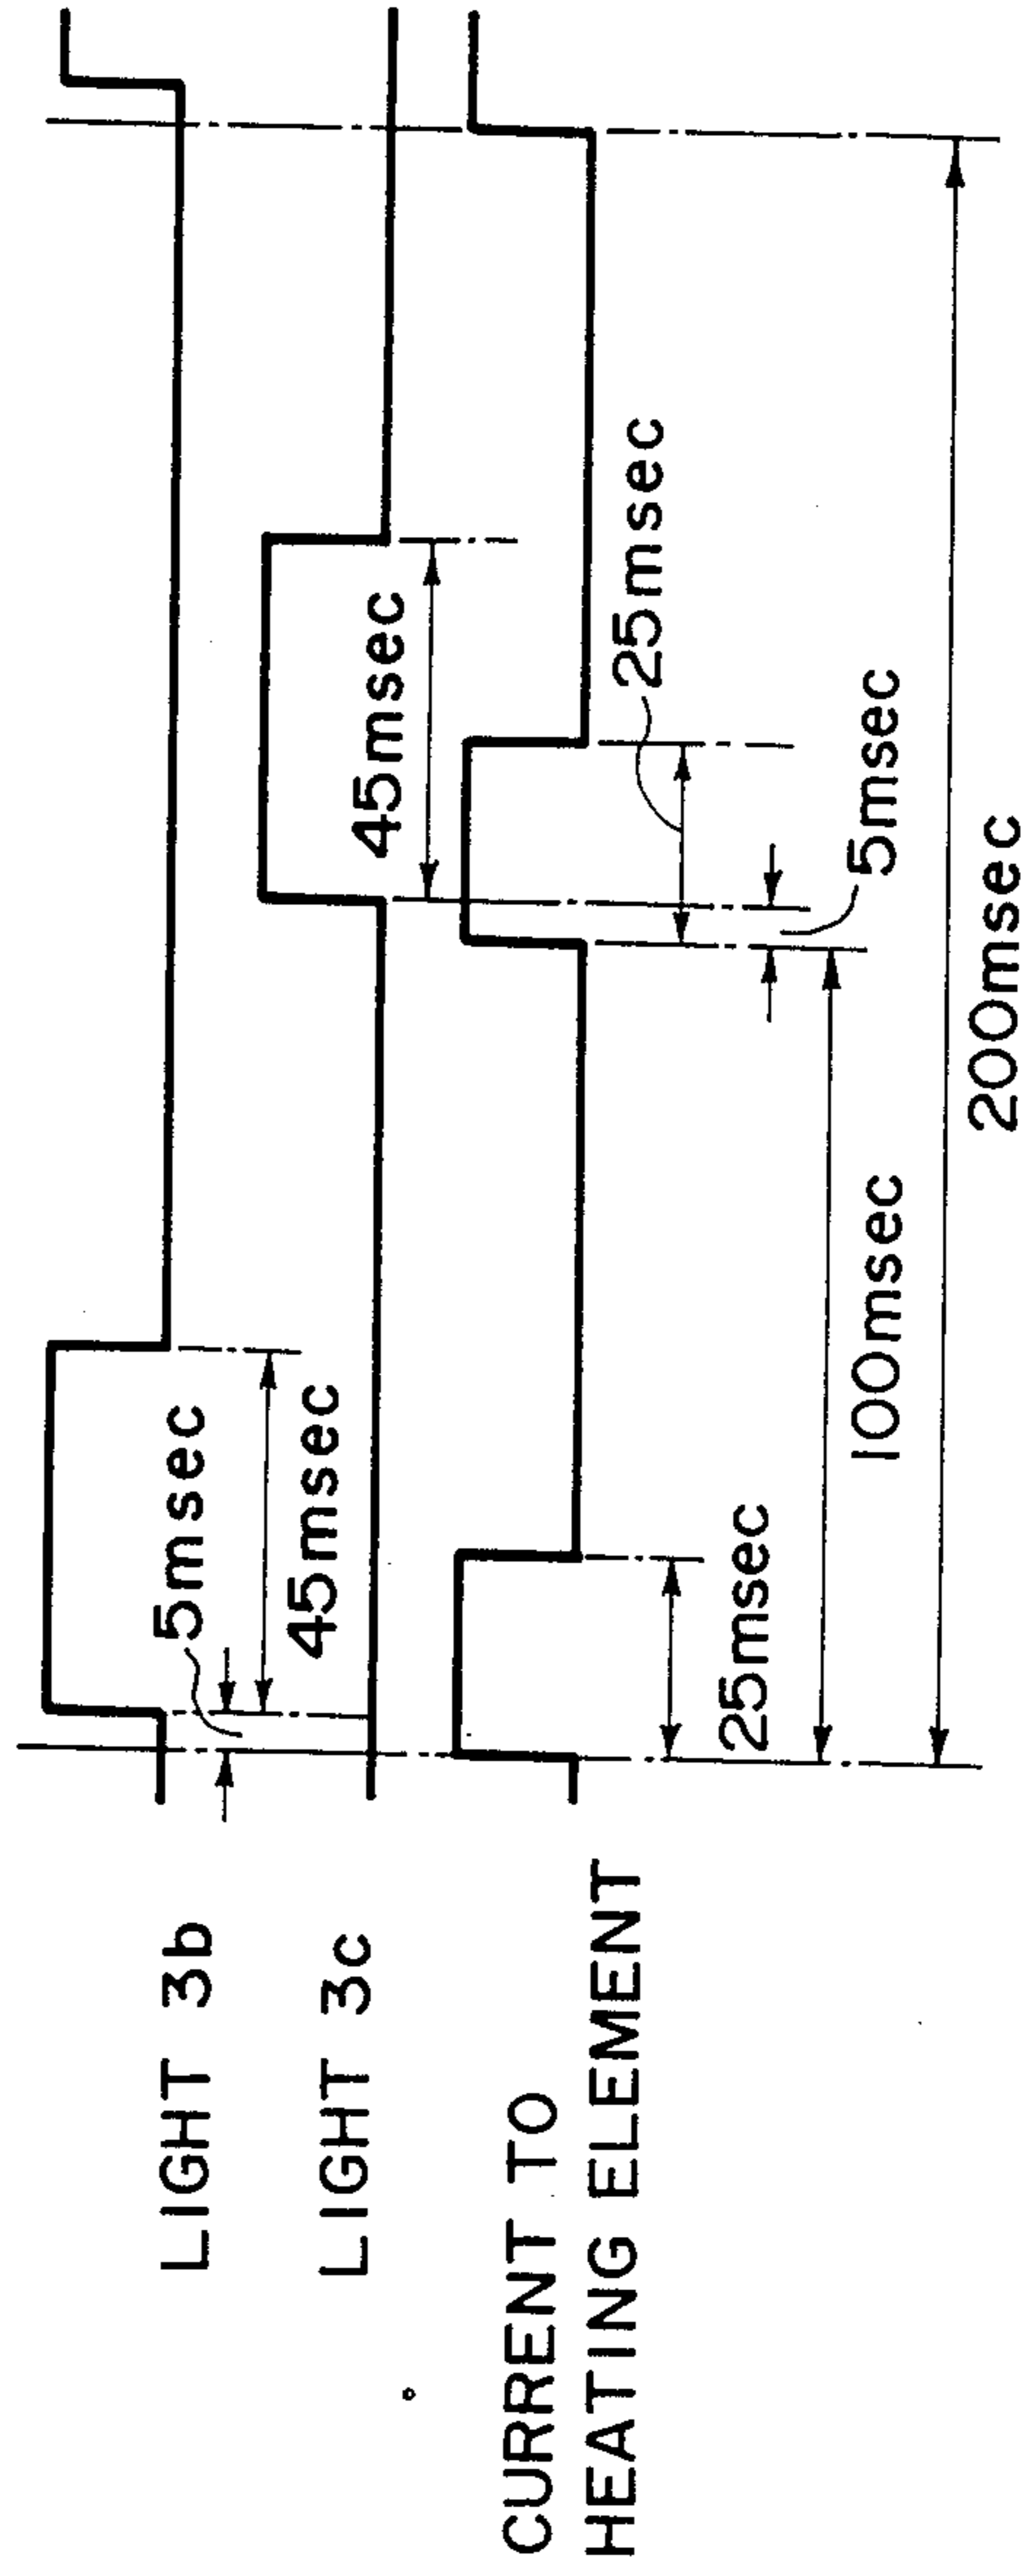 LIGHT 3b
5msec
45msec
LIGHT 3c
45msec
CURRENT TO
HEATING ELEMENT
25msec
25msec
5msec
100msec
200msec